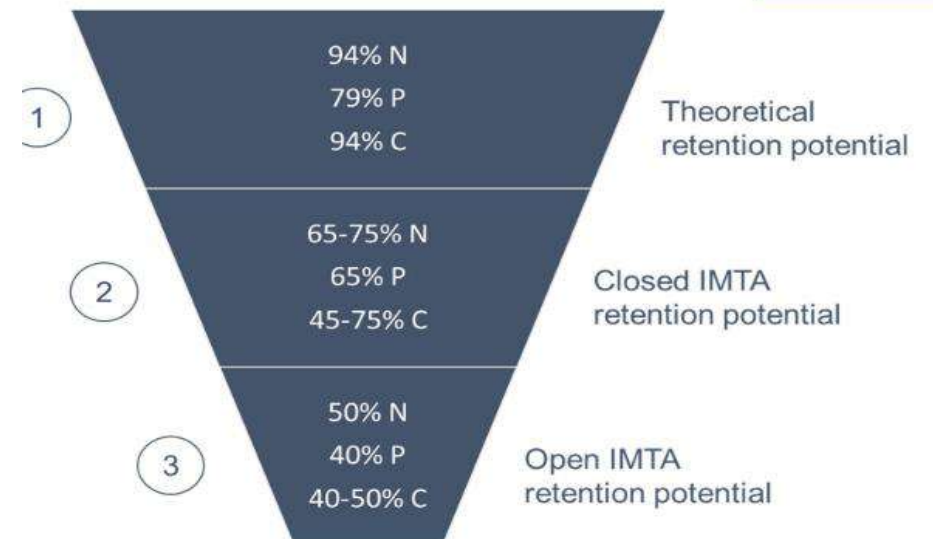 1
94% N
79% P
94% C
Theoretical
retention potential
2
65-75% N
65% P
45-75% C
Closed IMTA
retention potential
3
50% N
40% P
40-50% C
Open IMTA
retention potential